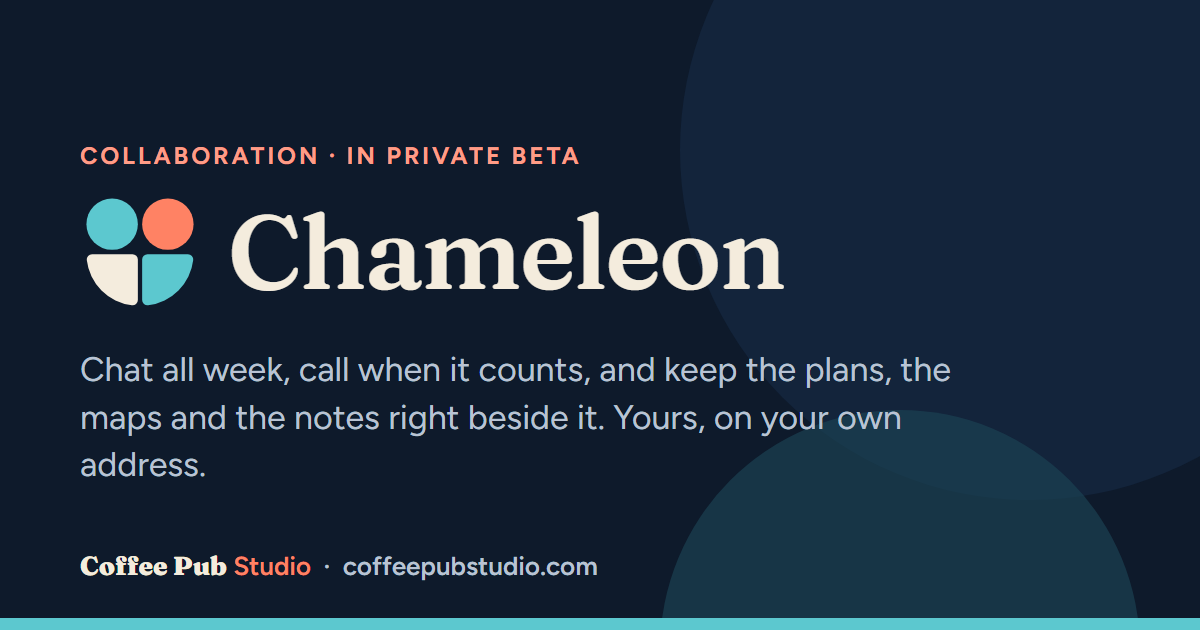 COLLABORATION · IN PRIVATE BETA
Chameleon
Chat all week, call when it counts, and keep the plans, the
maps and the notes right beside it. Yours, on your own
address.
Coffee Pub Studio · coffeepubstudio.com